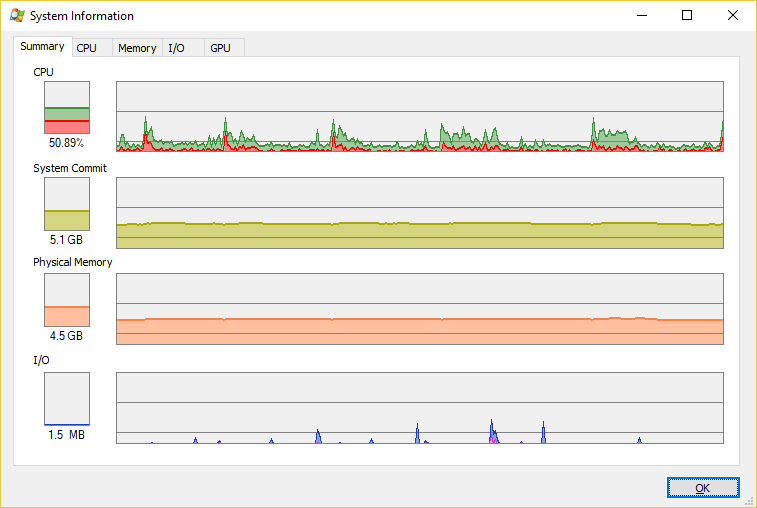 System Information
Summary CPU Memory I/O GPU
CPU
50.89%
System Commit
5.1 GB
Physical Memory
4.5 GB
I/O
1.5 MB
OK